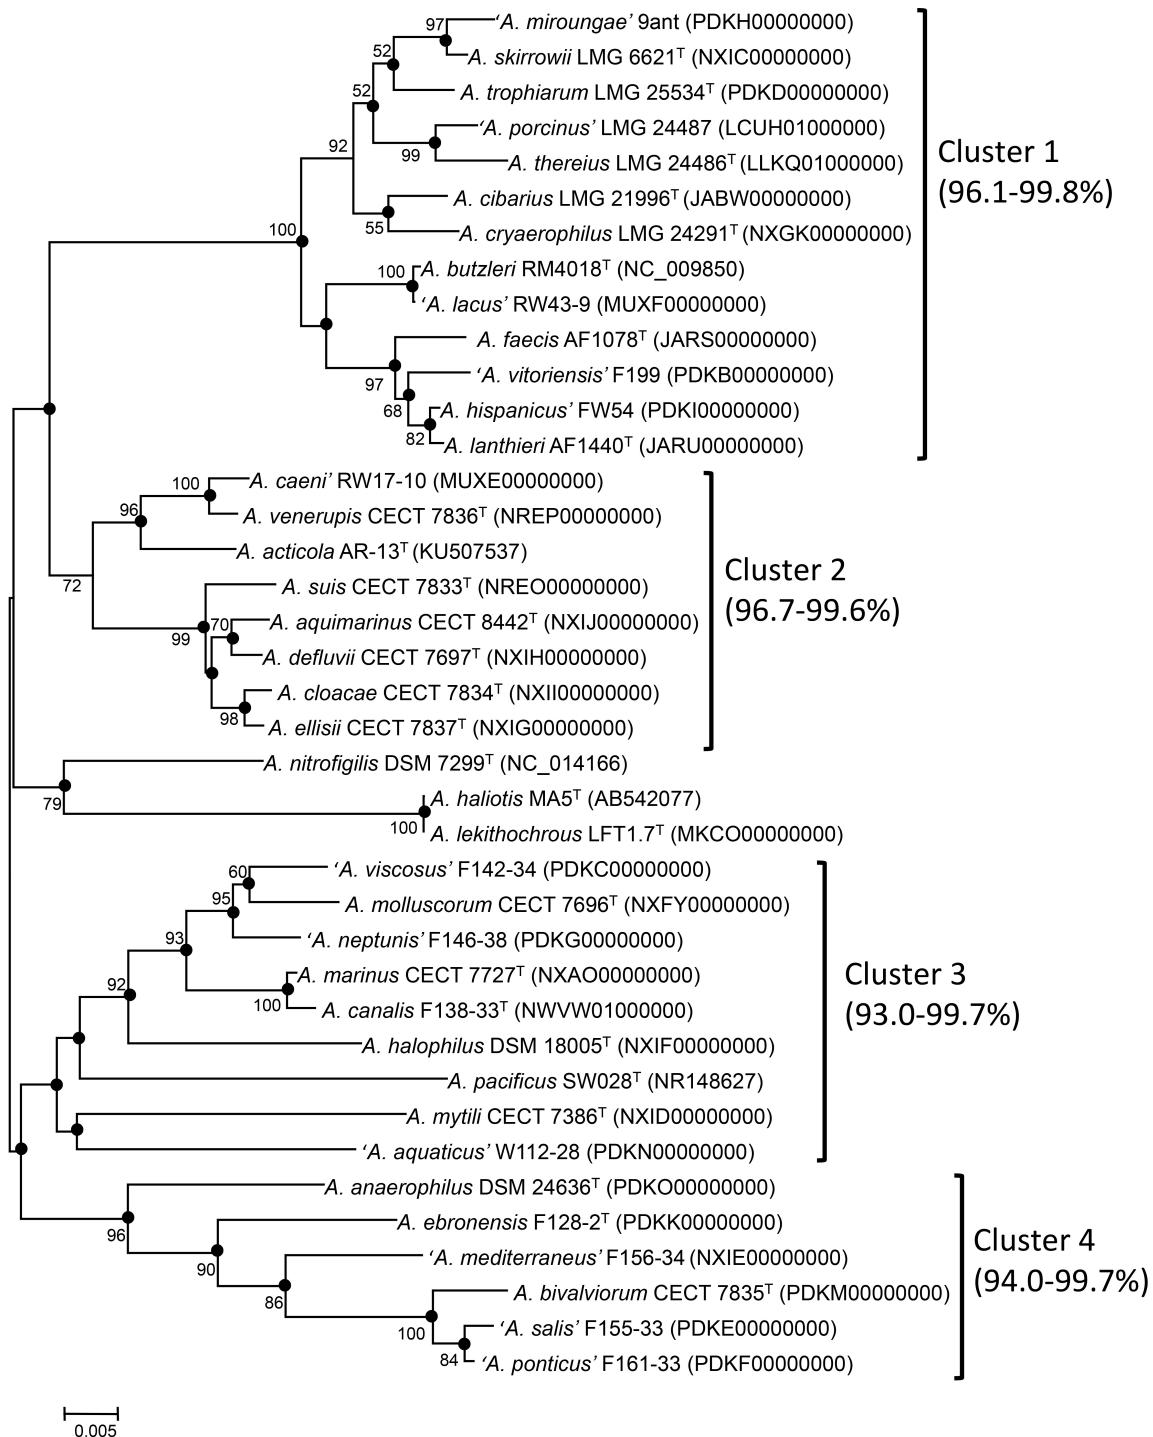 97
‘A. miroungae’ 9ant (PDKH00000000)
A. skirrowii LMG 6621ᵀ (NXIC00000000)
52
A. trophiarum LMG 25534ᵀ (PDKD00000000)
52
‘A. porcinus’ LMG 24487 (LCUH01000000)
99
A. thereius LMG 24486ᵀ (LLKQ01000000)
92
A. cibarius LMG 21996ᵀ (JABW00000000)
55
A. cryaerophilus LMG 24291ᵀ (NXGK00000000)
100
100
A. butzleri RM4018ᵀ (NC_009850)
‘A. lacus’ RW43-9 (MUXF00000000)
A. faecis AF1078ᵀ (JARS00000000)
97
‘A. vitoriensis’ F199 (PDKB00000000)
68
A. hispanicus’ FW54 (PDKI00000000)
82
A. lanthieri AF1440ᵀ (JARU00000000)
Cluster 1
(96.1-99.8%)
100
A. caeni’ RW17-10 (MUXE00000000)
96
A. venerupis CECT 7836ᵀ (NREP00000000)
A. acticola AR-13ᵀ (KU507537)
72
A. suis CECT 7833ᵀ (NREO00000000)
99
70
A. aquimarinus CECT 8442ᵀ (NXIJ00000000)
A. defluvii CECT 7697ᵀ (NXIH00000000)
A. cloacae CECT 7834ᵀ (NXII00000000)
98
A. ellisii CECT 7837ᵀ (NXIG00000000)
Cluster 2
(96.7-99.6%)
A. nitrofigilis DSM 7299ᵀ (NC_014166)
79
A. haliotis MA5ᵀ (AB542077)
100
A. lekithochrous LFT1.7ᵀ (MKCO00000000)
60
‘A. viscosus’ F142-34 (PDKC00000000)
95
A. molluscorum CECT 7696ᵀ (NXFY00000000)
93
‘A. neptunis’ F146-38 (PDKG00000000)
A. marinus CECT 7727ᵀ (NXAO00000000)
92
100
A. canalis F138-33ᵀ (NWVW01000000)
A. halophilus DSM 18005ᵀ (NXIF00000000)
A. pacificus SW028ᵀ (NR148627)
A. mytili CECT 7386ᵀ (NXID00000000)
‘A. aquaticus’ W112-28 (PDKN00000000)
Cluster 3
(93.0-99.7%)
A. anaerophilus DSM 24636ᵀ (PDKO00000000)
96
A. ebronensis F128-2ᵀ (PDKK00000000)
90
‘A. mediterraneus’ F156-34 (NXIE00000000)
86
A. bivalviorum CECT 7835ᵀ (PDKM00000000)
100
‘A. salis’ F155-33 (PDKE00000000)
84
‘A. ponticus’ F161-33 (PDKF00000000)
Cluster 4
(94.0-99.7%)
0.005